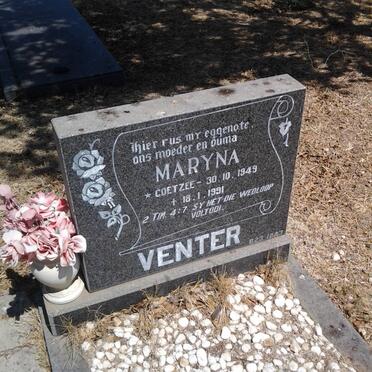 Hier rus my eggenote,
ons moeder en ouma
MARYNA
* COETZEE - 30.10.1949
+ 18.1.1991
2 TIM. 4:7 SY HET DIE WEDLOOP
VOLTOOI.
VENTER